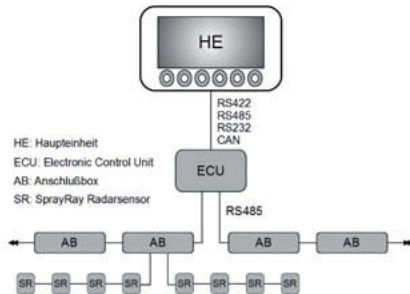 HE
RS422
RS485
RS232
CAN
HE: Haupteinheit
ECU: Electronic Control Unit
AB: Anschlußbox
SR: SprayRay Radarsensor
ECU
RS485
AB AB AB AB
SR SR SR SR SR SR SR SR